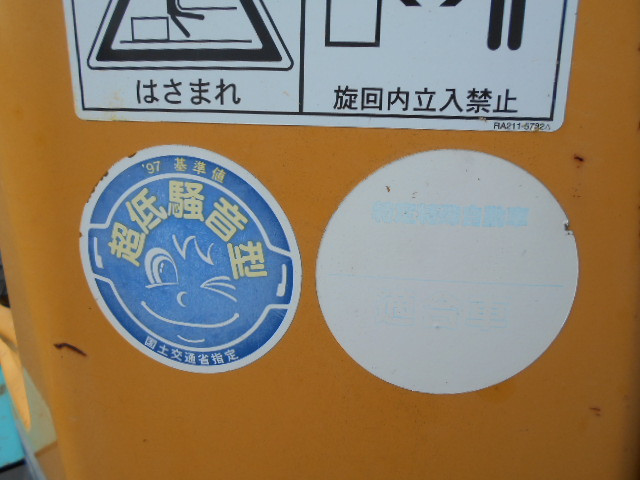 はさまれ
旋回内立入禁止
RA211-5792△
'97 基準値
超低騒音型
国土交通省指定